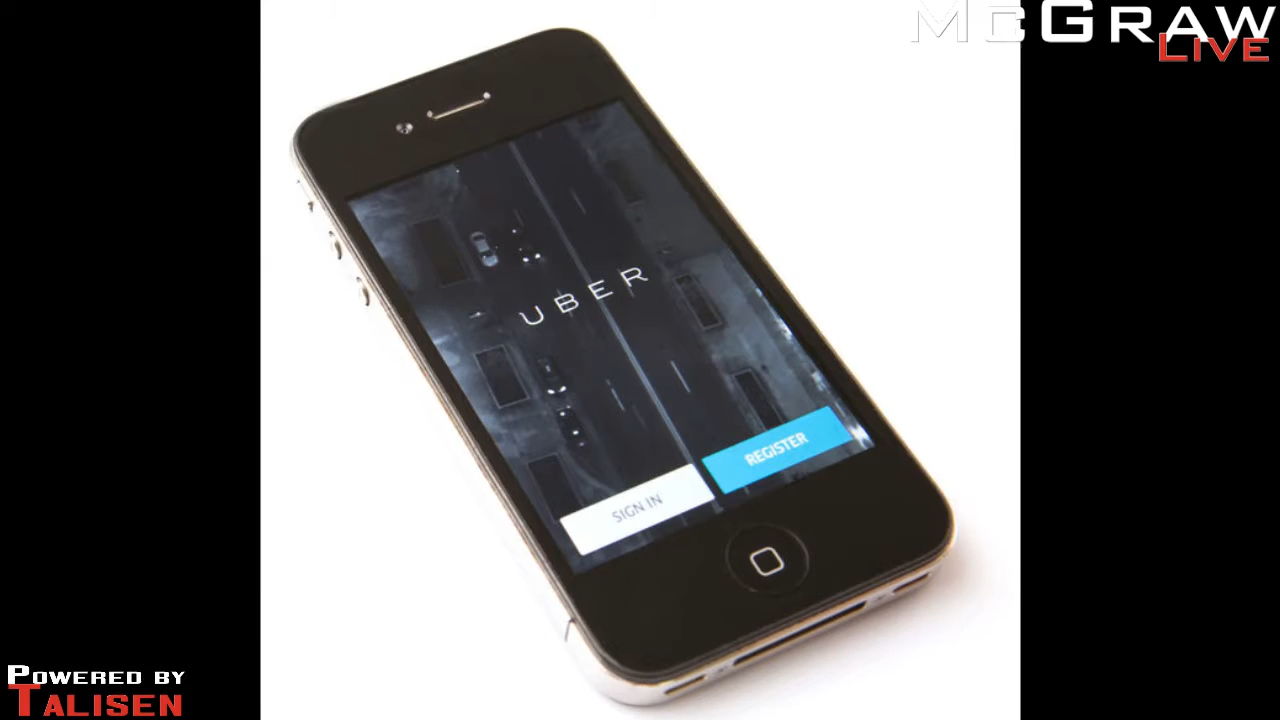 McGraw
Live
UBER
REGISTER
SIGN IN
Powered by
Talisen